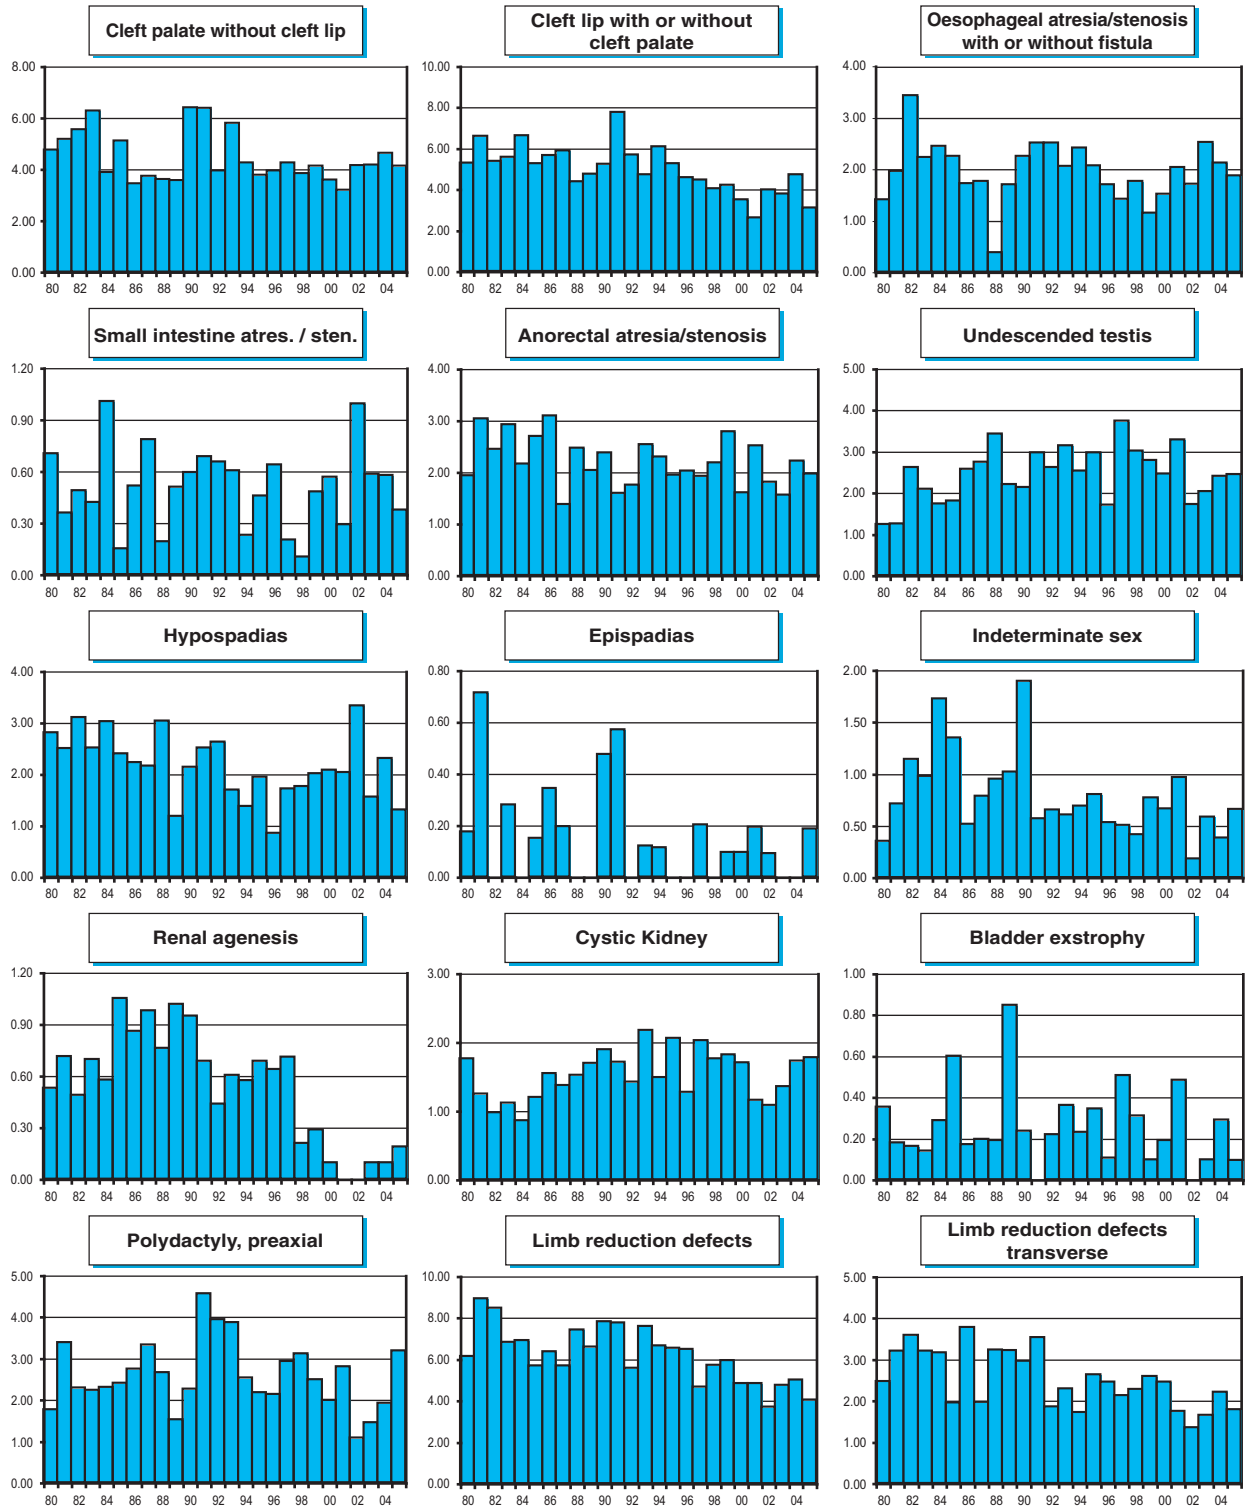 Cleft palate without cleft lip
8.00
6.00
4.00
2.00
0.00
80 82 84 86 88 90 92 94 96 98 00 02 04
Cleft lip with or without
cleft palate
10.00
8.00
6.00
4.00
2.00
0.00
80 82 84 86 88 90 92 94 96 98 00 02 04
Oesophageal atresia/stenosis
with or without fistula
4.00
3.00
2.00
1.00
0.00
80 82 84 86 88 90 92 94 96 98 00 02 04
Small intestine atres. / sten.
1.20
0.90
0.60
0.30
0.00
80 82 84 86 88 90 92 94 96 98 00 02 04
Anorectal atresia/stenosis
4.00
3.00
2.00
1.00
0.00
80 82 84 86 88 90 92 94 96 98 00 02 04
Undescended testis
5.00
4.00
3.00
2.00
1.00
0.00
80 82 84 86 88 90 92 94 96 98 00 02 04
Hypospadias
4.00
3.00
2.00
1.00
0.00
80 82 84 86 88 90 92 94 96 98 00 02 04
Epispadias
0.80
0.60
0.40
0.20
0.00
80 82 84 86 88 90 92 94 96 98 00 02 04
Indeterminate sex
2.00
1.50
1.00
0.50
0.00
80 82 84 86 88 90 92 94 96 98 00 02 04
Renal agenesis
1.20
0.90
0.60
0.30
0.00
80 82 84 86 88 90 92 94 96 98 00 02 04
Cystic Kidney
3.00
2.00
1.00
0.00
80 82 84 86 88 90 92 94 96 98 00 02 04
Bladder exstrophy
1.00
0.80
0.60
0.40
0.20
0.00
80 82 84 86 88 90 92 94 96 98 00 02 04
Polydactyly, preaxial
5.00
4.00
3.00
2.00
1.00
0.00
80 82 84 86 88 90 92 94 96 98 00 02 04
Limb reduction defects
10.00
8.00
6.00
4.00
2.00
0.00
80 82 84 86 88 90 92 94 96 98 00 02 04
Limb reduction defects
transverse
5.00
4.00
3.00
2.00
1.00
0.00
80 82 84 86 88 90 92 94 96 98 00 02 04